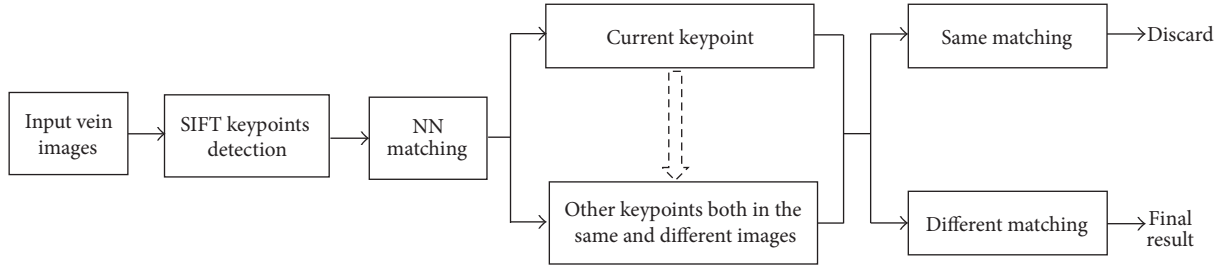 Input vein
images
SIFT keypoints
detection
NN
matching
Current keypoint
Other keypoints both in the
same and different images
Same matching
Discard
Different matching
Final
result